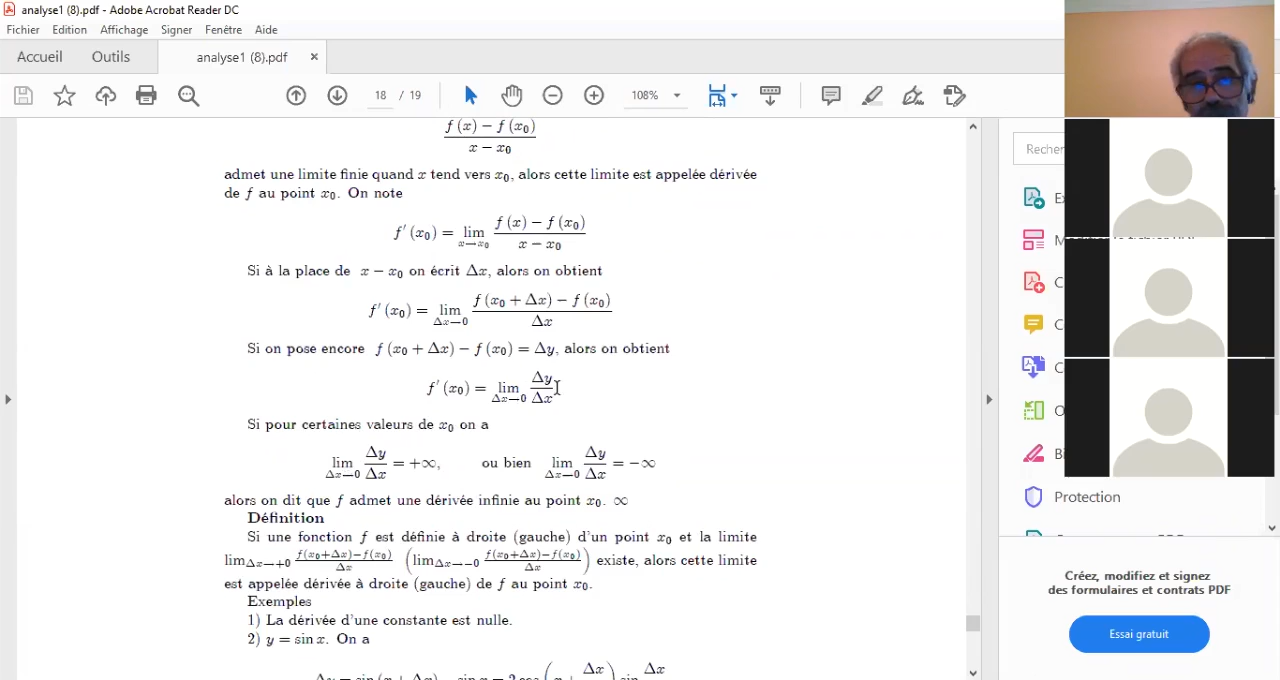 analyse1 (8).pdf - Adobe Acrobat Reader DC
Fichier Edition Affichage Signer Fenêtre Aide
Accueil Outils analyse1 (8).pdf ×
18 / 19 108%
f (x) − f (x₀)
x − x₀
admet une limite finie quand x tend vers x₀, alors cette limite est appelée dérivée
de f au point x₀. On note
f′ (x₀) = lim x→x₀ (f (x) − f (x₀)) / (x − x₀)
Si à la place de x − x₀ on écrit Δx, alors on obtient
f′ (x₀) = lim Δx→0 (f (x₀ + Δx) − f (x₀)) / Δx
Si on pose encore f (x₀ + Δx) − f (x₀) = Δy, alors on obtient
f′ (x₀) = lim Δx→0 Δy / Δx
Si pour certaines valeurs de x₀ on a
lim Δx→0 Δy / Δx = +∞, ou bien lim Δx→0 Δy / Δx = −∞
alors on dit que f admet une dérivée infinie au point x₀. ∞
Définition
Si une fonction f est définie à droite (gauche) d'un point x₀ et la limite
lim Δx→+0 (f(x₀+Δx)−f(x₀)) / Δx (lim Δx→−0 (f(x₀+Δx)−f(x₀)) / Δx) existe, alors cette limite
est appelée dérivée à droite (gauche) de f au point x₀.
Exemples
1) La dérivée d'une constante est nulle.
2) y = sin x. On a
Recher
Protection
Créez, modifiez et signez
des formulaires et contrats PDF
Essai gratuit